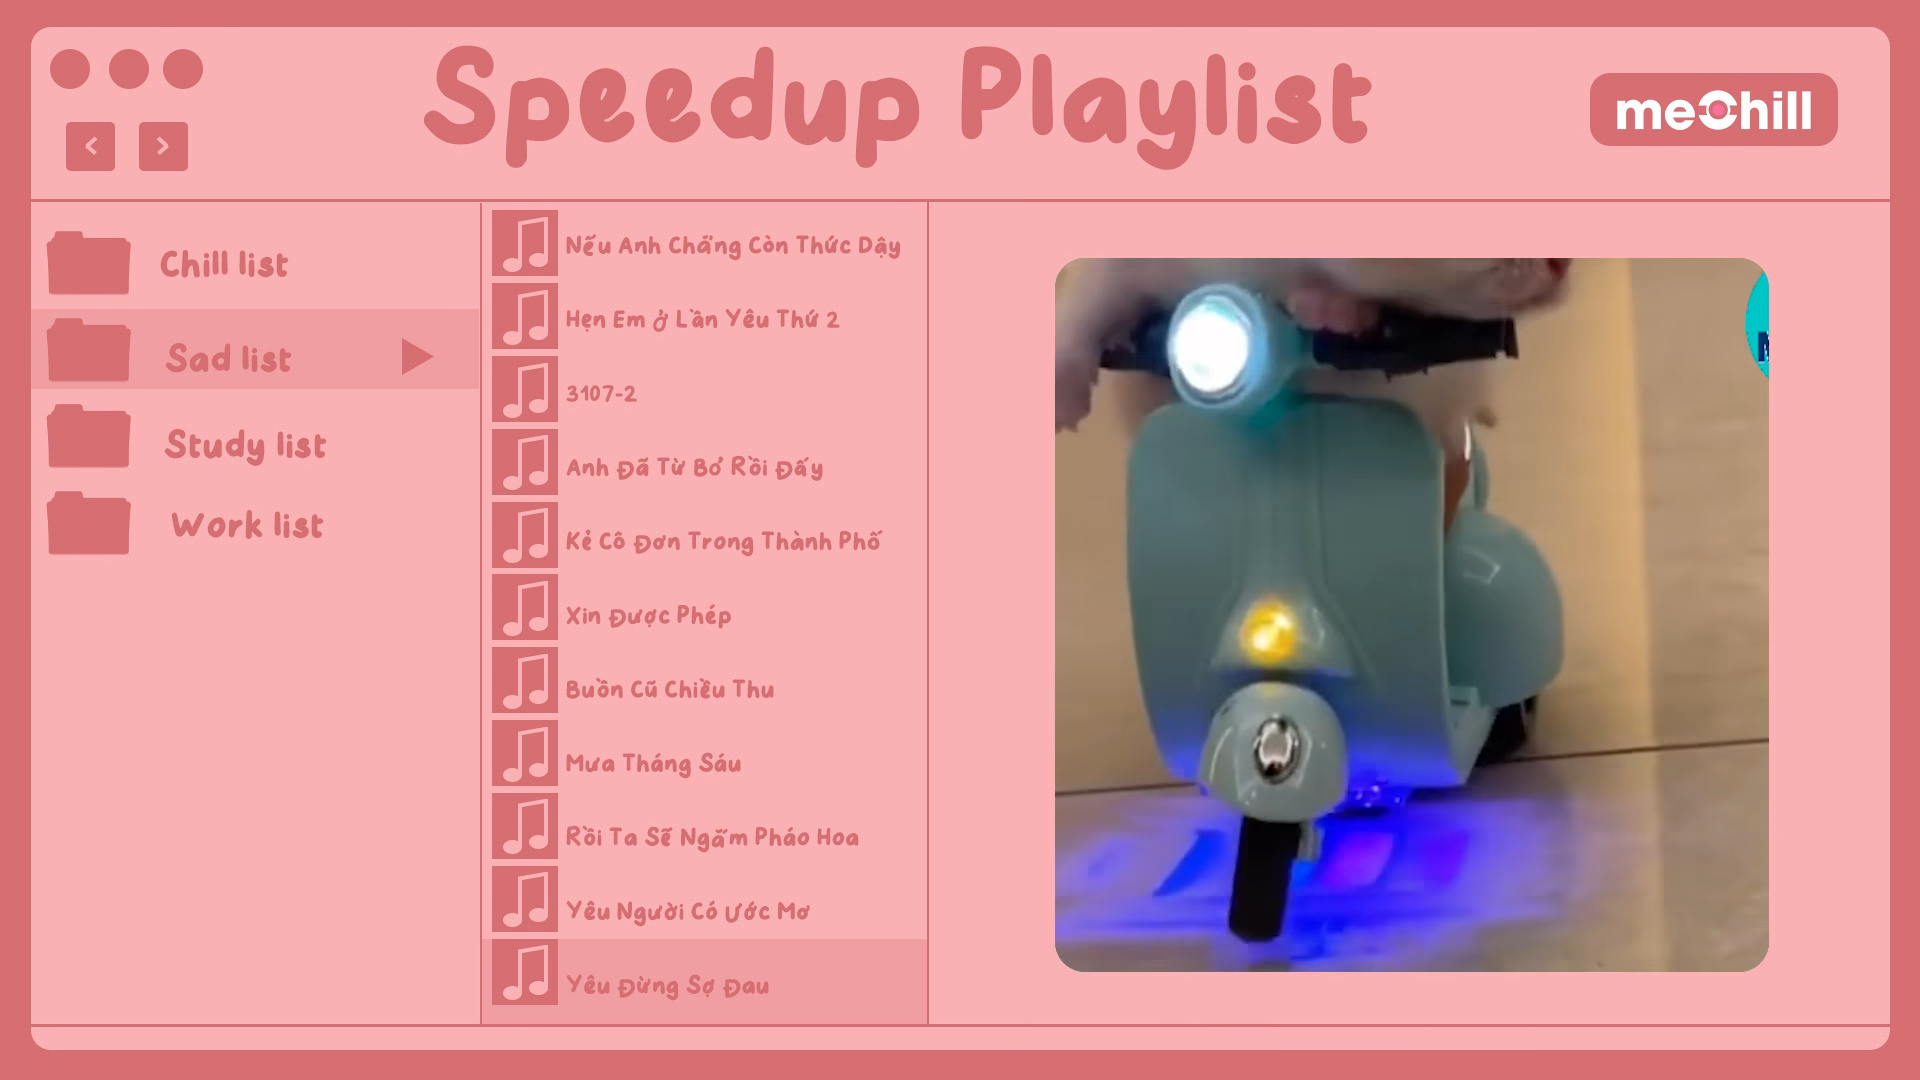 Speedup Playlist
meChill
Chill list
Sad list
Study list
Work list
Nếu Anh Chẳng Còn Thức Dậy
Hẹn Em ở Lần Yêu Thứ 2
3107-2
Anh Đã Từ Bỏ Rồi Đấy
Kẻ Cô Đơn Trong Thành Phố
Xin Được Phép
Buồn Cũ Chiều Thu
Mưa Tháng Sáu
Rồi Ta Sẽ Ngắm Pháo Hoa
Yêu Người Có Ước Mơ
Yêu Đừng Sợ Đau